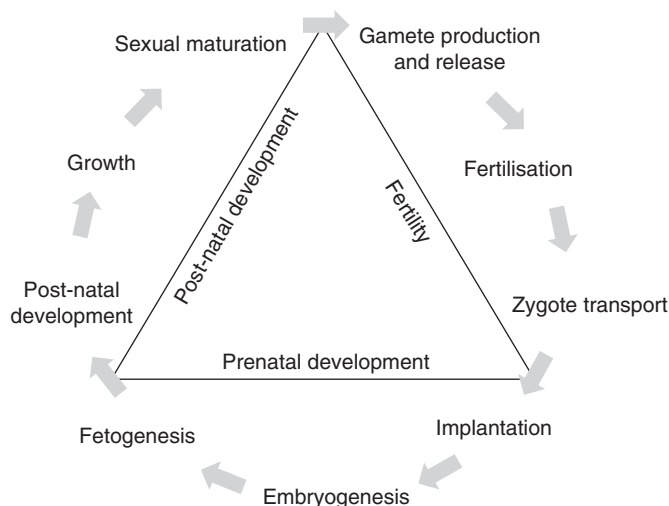 Sexual maturation
Gamete production
and release
Growth
Fertilisation
Post-natal development
Fertility
Post-natal
development
Zygote transport
Prenatal development
Fetogenesis
Implantation
Embryogenesis